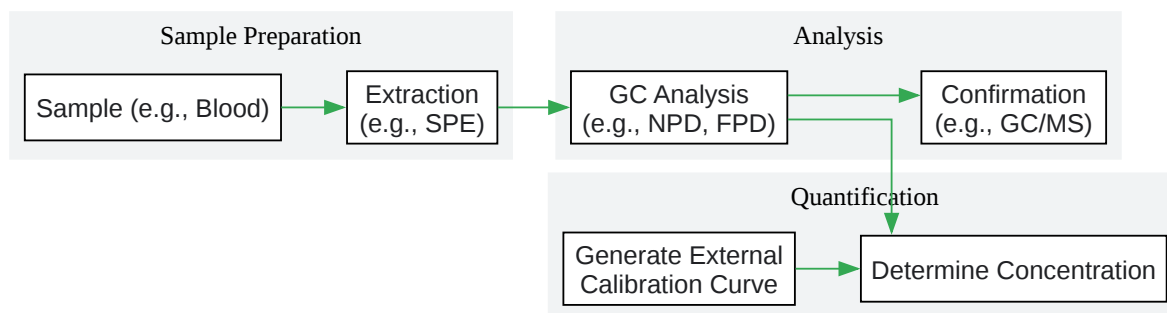 Sample Preparation
Sample (e.g., Blood)
Extraction
(e.g., SPE)
Analysis
GC Analysis
(e.g., NPD, FPD)
Confirmation
(e.g., GC/MS)
Quantification
Generate External
Calibration Curve
Determine Concentration